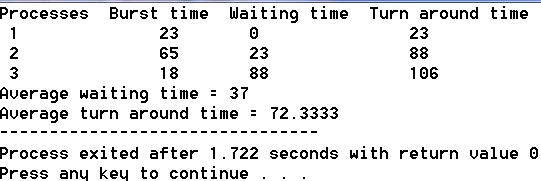 Processes  Burst time  Waiting time  Turn around time
 1            23        0              23
 2            65        23             88
 3            18        88             106
Average waiting time = 37
Average turn around time = 72.3333
--------------------------------
Process exited after 1.722 seconds with return value 0
Press any key to continue . . .